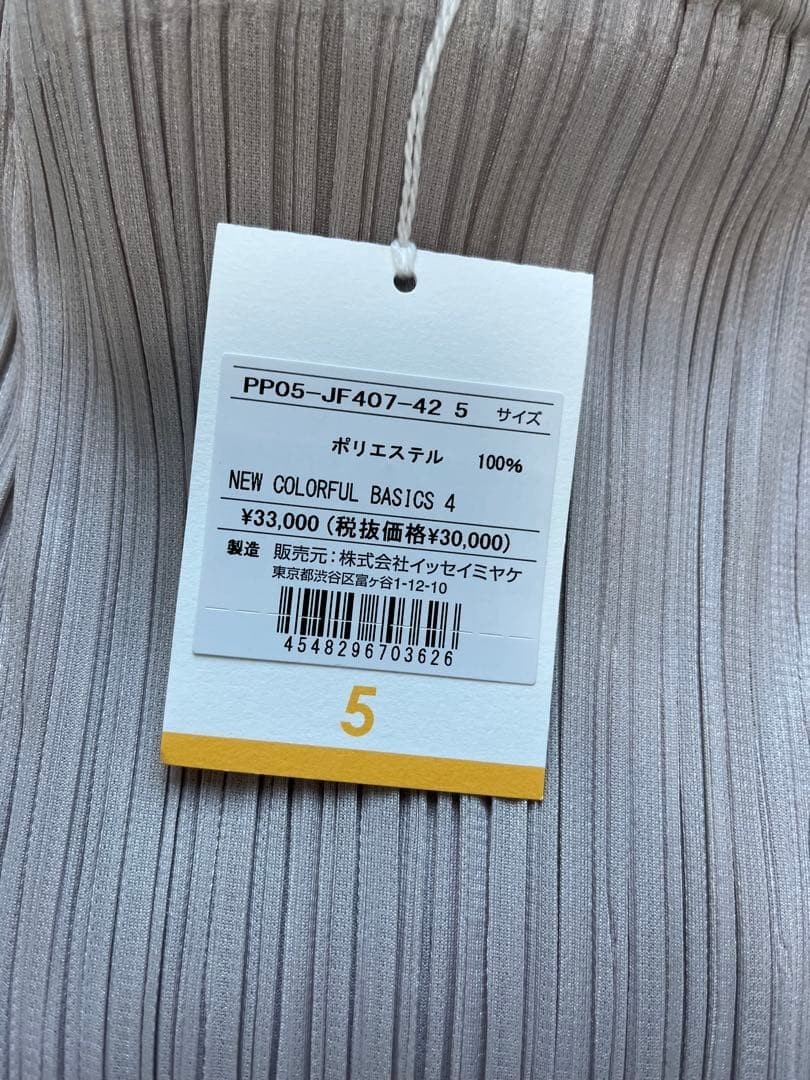 PP05-JF407-42 5 サイズ
ポリエステル 100%
NEW COLORFUL BASICS 4
¥33,000(税抜価格¥30,000)
製造 販売元:株式会社イッセイミヤケ
東京都渋谷区富ヶ谷1-12-10
4548296703626
5